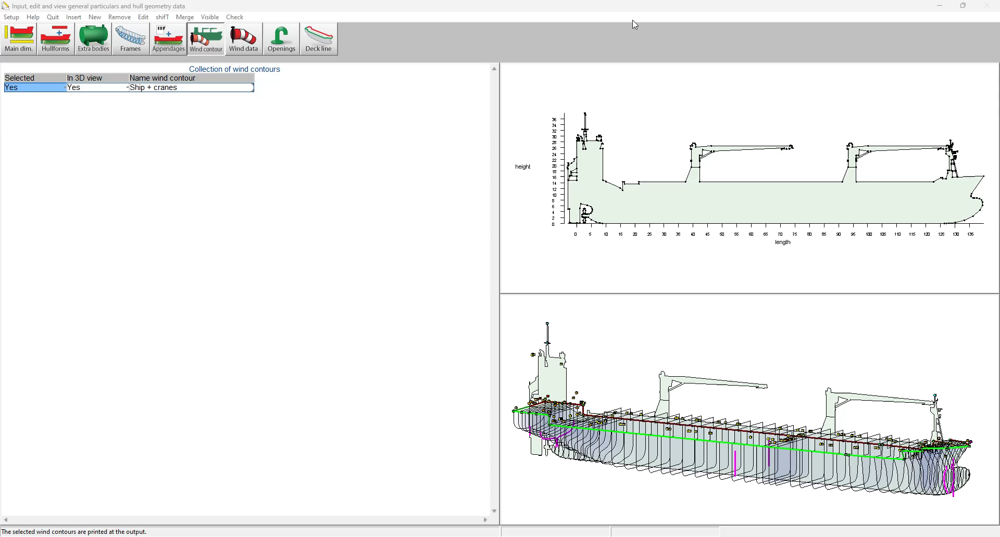 Input, edit and view general particulars and hull geometry data
Setup Help Quit Insert New Remove Edit shifT Merge Visible Check
Main dim. Hullforms Extra bodies Frames Appendages Wind contour Wind data Openings Deck line
Collection of wind contours
Selected In 3D view Name wind contour
Yes Yes Ship + cranes
36
34
32
30
28
26
24
22
20
18
16
14
12
10
8
6
4
2
0
height
0 5 10 15 20 25 30 35 40 45 50 55 60 65 70 75 80 85 90 95 100 105 110 115 120 125 130 135
length
The selected wind contours are printed at the output.